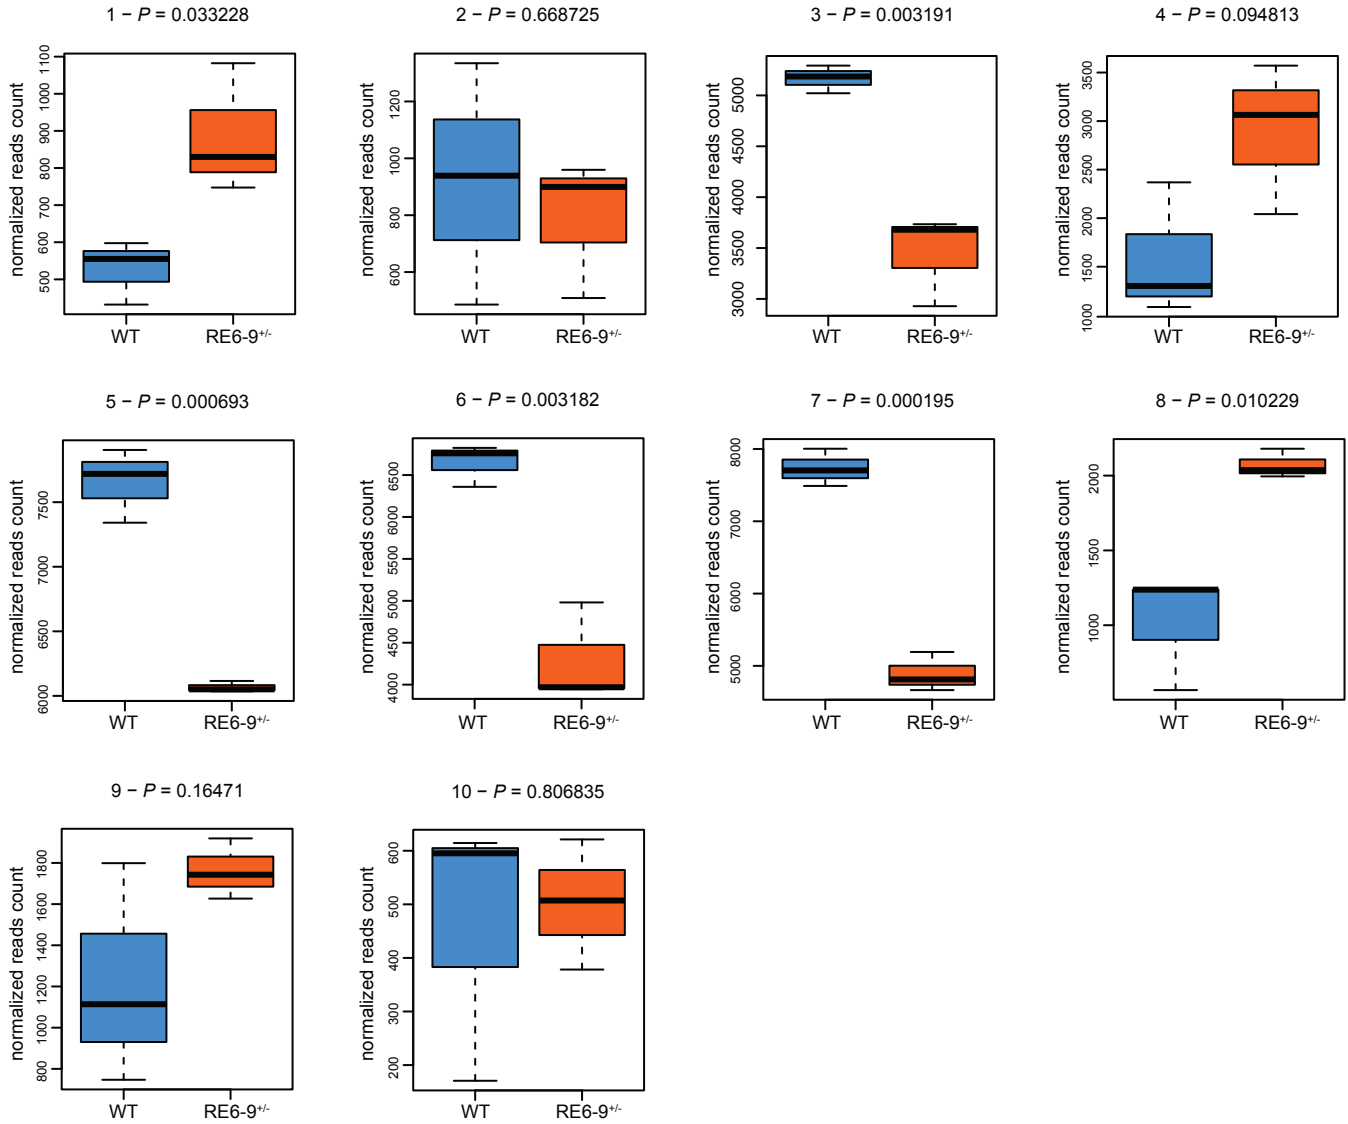 1 − P = 0.033228
normalized reads count
1100
1000
900
800
700
600
500
WT
RE6-9+/-
2 − P = 0.668725
normalized reads count
1200
1000
800
600
WT
RE6-9+/-
3 − P = 0.003191
normalized reads count
5000
4500
4000
3500
3000
WT
RE6-9+/-
4 − P = 0.094813
normalized reads count
3500
3000
2500
2000
1500
1000
WT
RE6-9+/-
5 − P = 0.000693
normalized reads count
7500
7000
6500
6000
WT
RE6-9+/-
6 − P = 0.003182
normalized reads count
6500
6000
5500
5000
4500
4000
WT
RE6-9+/-
7 − P = 0.000195
normalized reads count
8000
7000
6000
5000
WT
RE6-9+/-
8 − P = 0.010229
normalized reads count
2000
1500
1000
WT
RE6-9+/-
9 − P = 0.16471
normalized reads count
1800
1600
1400
1200
1000
800
WT
RE6-9+/-
10 − P = 0.806835
normalized reads count
600
500
400
300
200
WT
RE6-9+/-